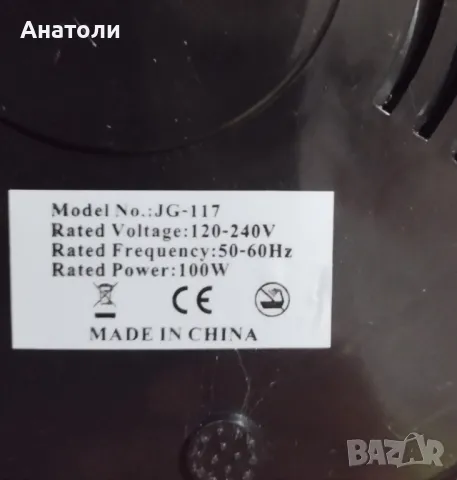 Анатоли
Model No.:JG-117
Rated Voltage:120-240V
Rated Frequency:50-60Hz
Rated Power:100W
CE
MADE IN CHINA
BAZAR